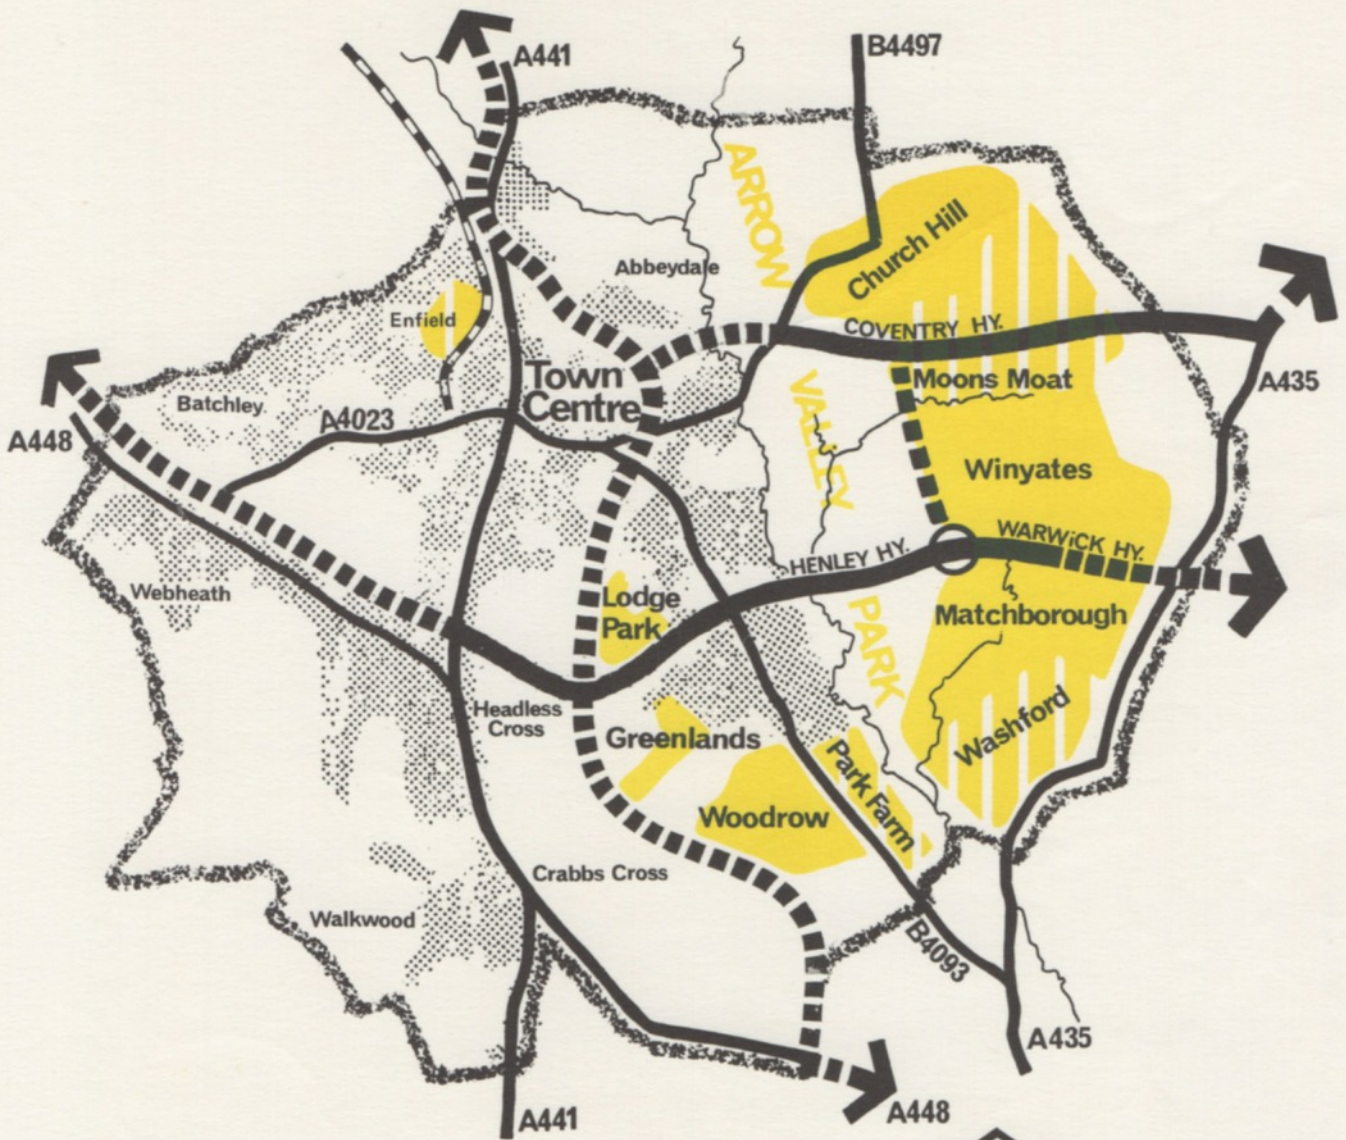 A441
B4497
ARROW
Church Hill
Abbeydale
Enfield
COVENTRY HY.
A435
Town
Centre
Moons Moat
Batchley
A4023
A448
VALLEY
Winyates
WARWiCK HY.
HENLEY HY.
Webheath
Lodge
Park
PARK
Matchborough
Headless
Cross
Greenlands
Washford
Park Farm
Woodrow
Crabbs Cross
Walkwood
B4093
A435
A441
A448